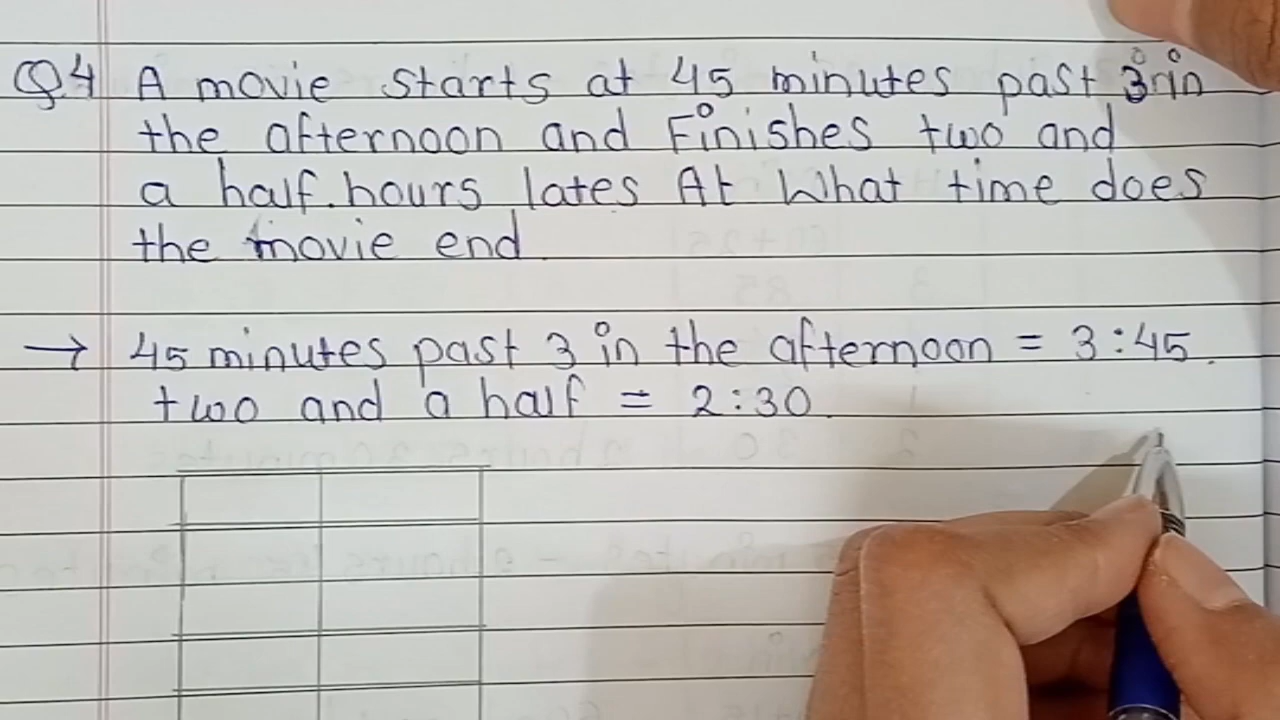 Q.4 A movie starts at 45 minutes past 3 in
the afternoon and Finishes two and
a half.hours lates At What time does
the movie end.
→ 45 minutes past 3 in the afternoon = 3:45.
two and a half = 2:30.